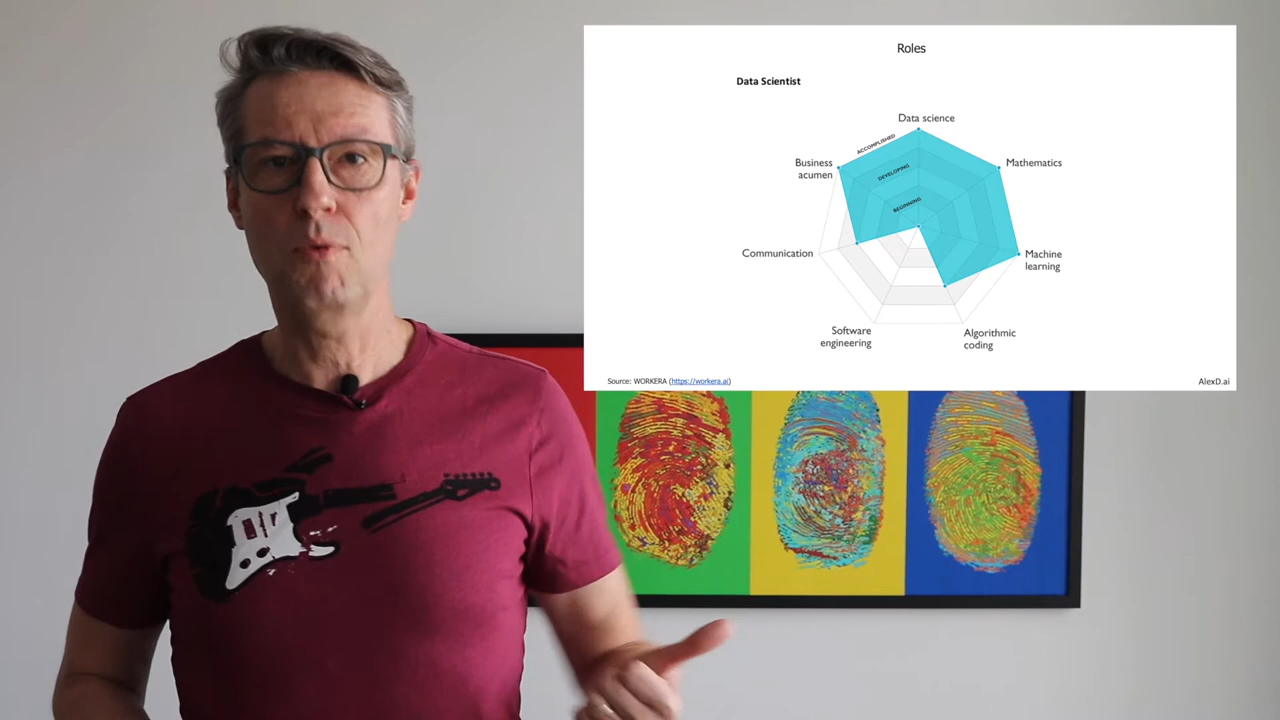 Roles
Data Scientist
Data science
ACCOMPLISHED
Business
acumen
Mathematics
DEVELOPING
BEGINNING
Communication
Machine
learning
Software
engineering
Algorithmic
coding
Source: WORKERA (https://workera.ai)
AlexD.ai